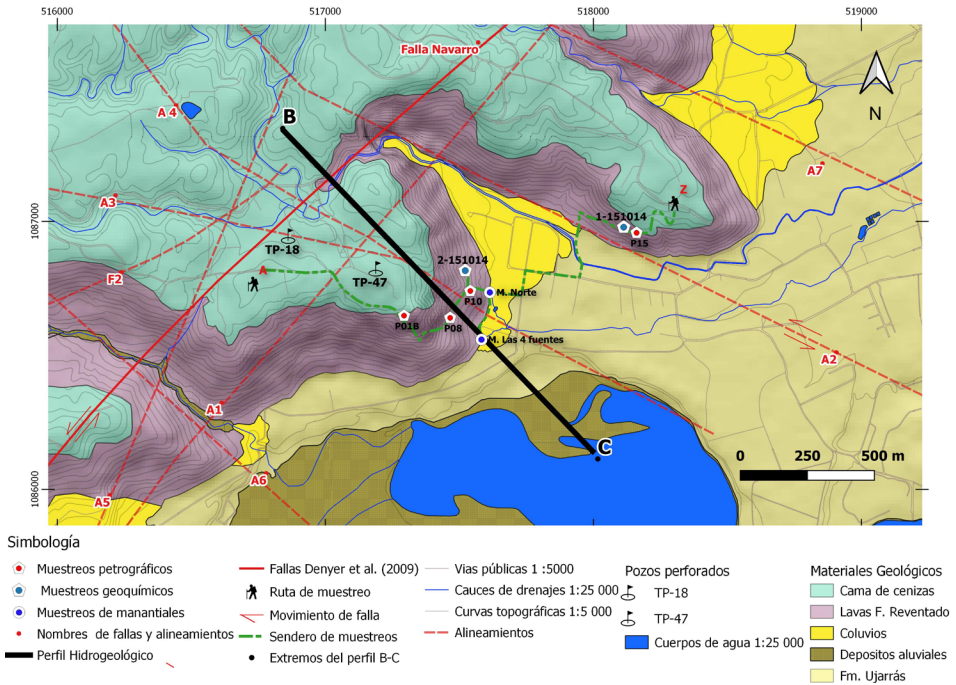 516000
517000
518000
519000
1087000
1086000
Falla Navarro
B
N
A 4
A7
Z
A3
1-151014
P15
TP-18
2-151014
A
TP-47
F2
M. Norte
P10
P01B
P08
M. Las 4 fuentes
A2
A1
C
0 250 500 m
A6
A5
Simbología
Muestreos petrográficos
Muestreos geoquímicos
Muestreos de manantiales
Nombres de fallas y alineamientos
Perfil Hidrogeológico
Fallas Denyer et al. (2009)
Ruta de muestreo
Movimiento de falla
Sendero de muestreos
Extremos del perfil B-C
Vías públicas 1 :5000
Cauces de drenajes 1:25 000
Curvas topográficas 1:5 000
Alineamientos
Pozos perforados
TP-18
TP-47
Cuerpos de agua 1:25 000
Materiales Geológicos
Cama de cenizas
Lavas F. Reventado
Coluvios
Depositos aluviales
Fm. Ujarrás